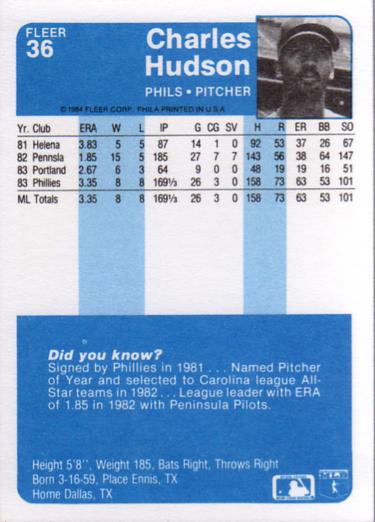 FLEER
36
Charles
Hudson
PHILS • PITCHER
© 1984 FLEER CORP. PHILA PRINTED IN U.S.A
Yr. Club ERA W L IP G CG SV H R ER BB SO
81 Helena 3.83 5 5 87 14 1 0 92 53 37 26 67
82 Pennsla 1.85 15 5 185 27 7 7 143 56 38 64 147
83 Portland 2.67 6 3 64 9 0 0 48 19 19 16 51
83 Phillies 3.35 8 8 169⅓ 26 3 0 158 73 63 53 101
ML Totals 3.35 8 8 169⅓ 26 3 0 158 73 63 53 101
Did you know?
Signed by Phillies in 1981 . . . Named Pitcher
of Year and selected to Carolina league All-
Star teams in 1982 . . . League leader with ERA
of 1.85 in 1982 with Peninsula Pilots.
Height 5'8'', Weight 185, Bats Right, Throws Right
Born 3-16-59, Place Ennis, TX
Home Dallas, TX